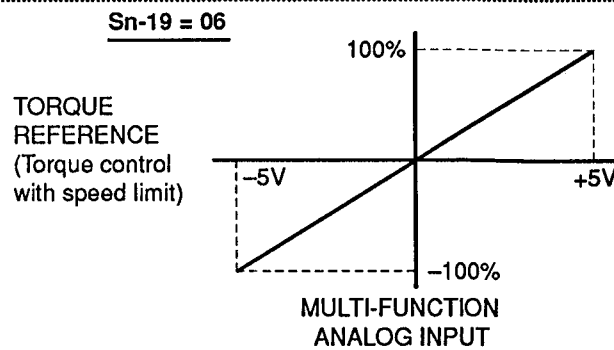 Sn-19 = 06
100%
TORQUE
REFERENCE
(Torque control
with speed limit)
–5V
+5V
–100%
MULTI-FUNCTION
ANALOG INPUT